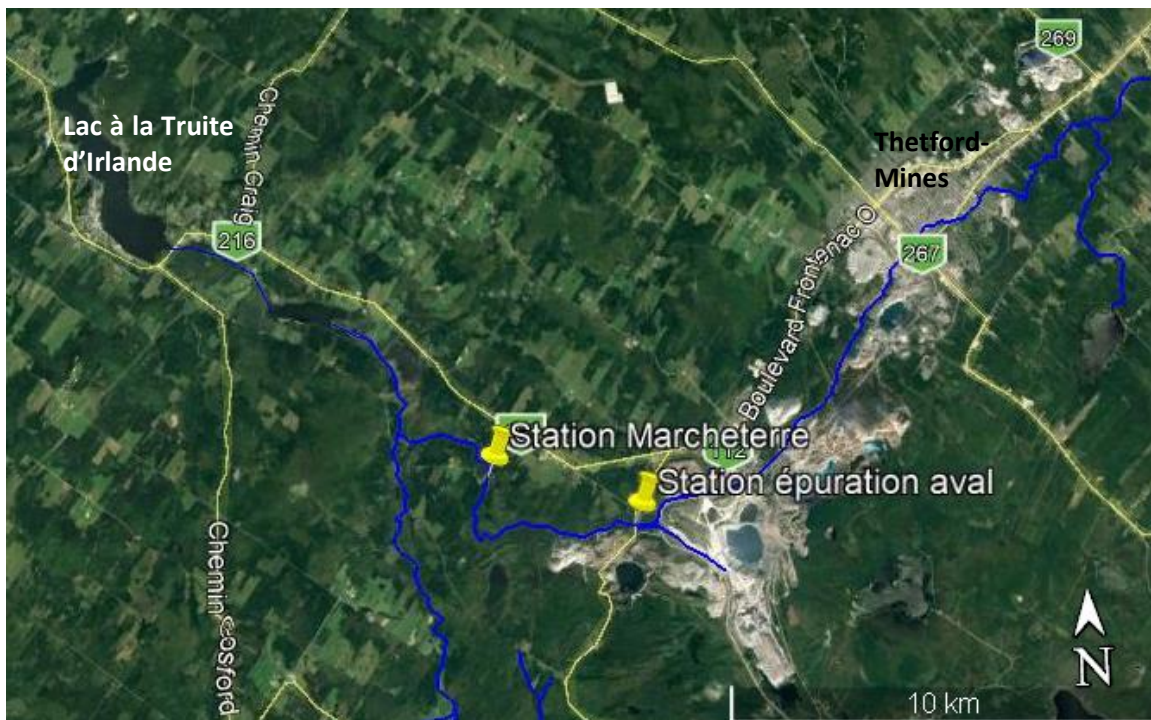 269
Lac à la Truite
d'Irlande
Chemin Craig
Thetford-
Mines
216
Boulevard Frontenac O
267
Station Marcheterre
112
Station épuration aval
Chemin Gosford
N
10 km